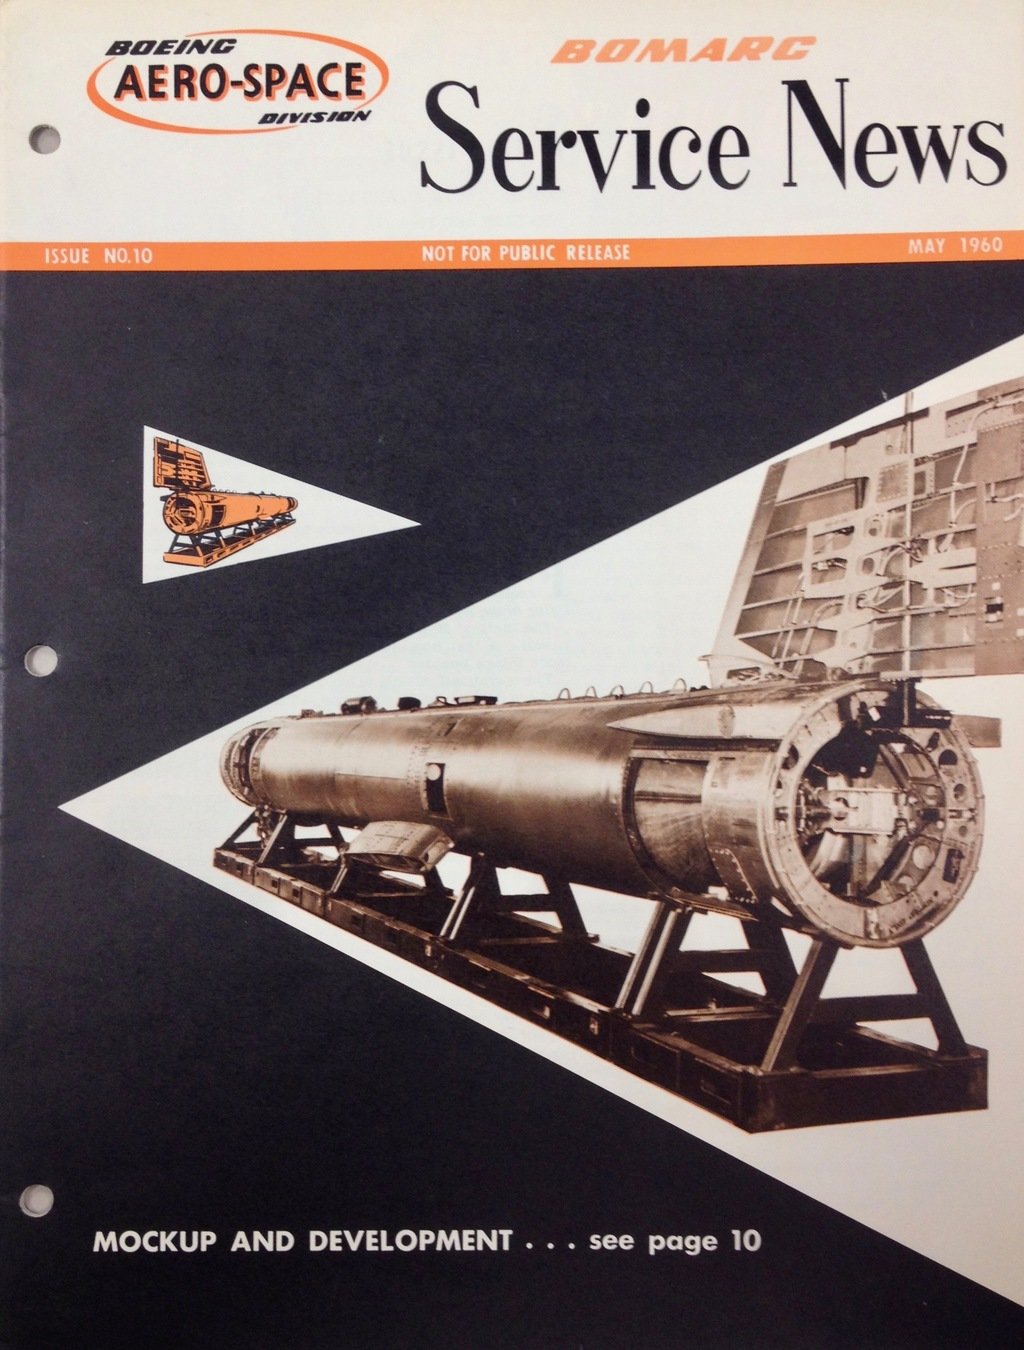 BOEING
AERO-SPACE
DIVISION
BOMARC
Service News
ISSUE NO.10
NOT FOR PUBLIC RELEASE
MAY 1960
MOCKUP AND DEVELOPMENT . . . see page 10